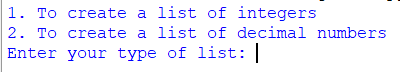 1. To create a list of integers
2. To create a list of decimal numbers
Enter your type of list: